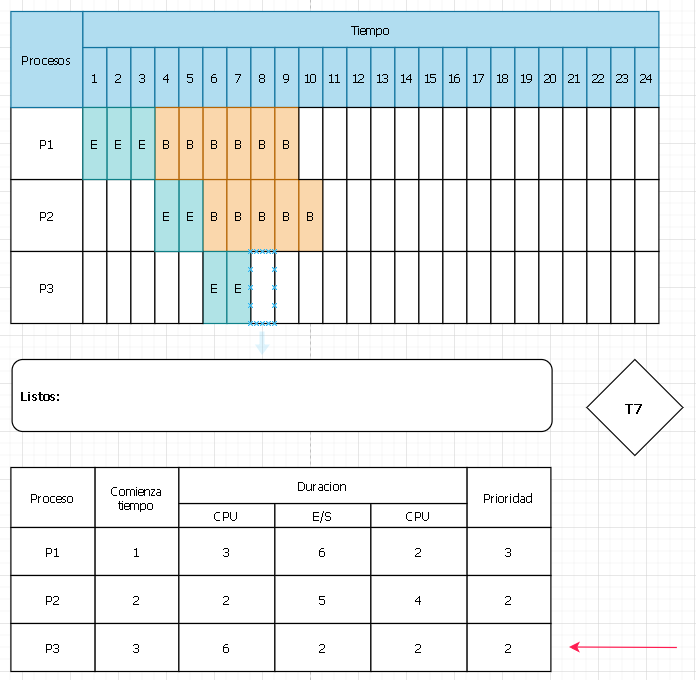 Procesos
Tiempo
1 2 3 4 5 6 7 8 9 10 11 12 13 14 15 16 17 18 19 20 21 22 23 24
P1 E E E B B B B B B
P2 E E B B B B B
P3 E E
Listos:
T7
Proceso
Comienza
tiempo
Duracion
Prioridad
CPU E/S CPU
P1 1 3 6 2 3
P2 2 2 5 4 2
P3 3 6 2 2 2